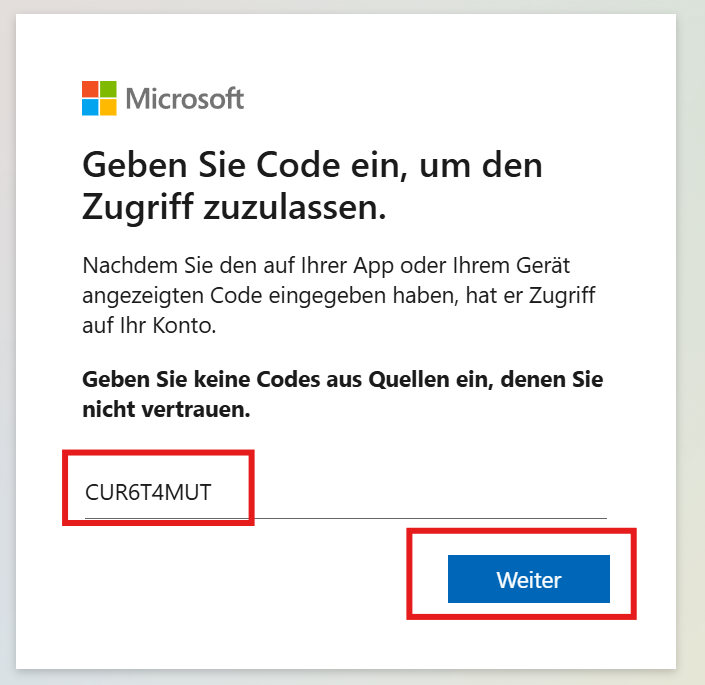 Microsoft
Geben Sie Code ein, um den
Zugriff zuzulassen.
Nachdem Sie den auf Ihrer App oder Ihrem Gerät
angezeigten Code eingegeben haben, hat er Zugriff
auf Ihr Konto.
Geben Sie keine Codes aus Quellen ein, denen Sie
nicht vertrauen.
CUR6T4MUT
Weiter